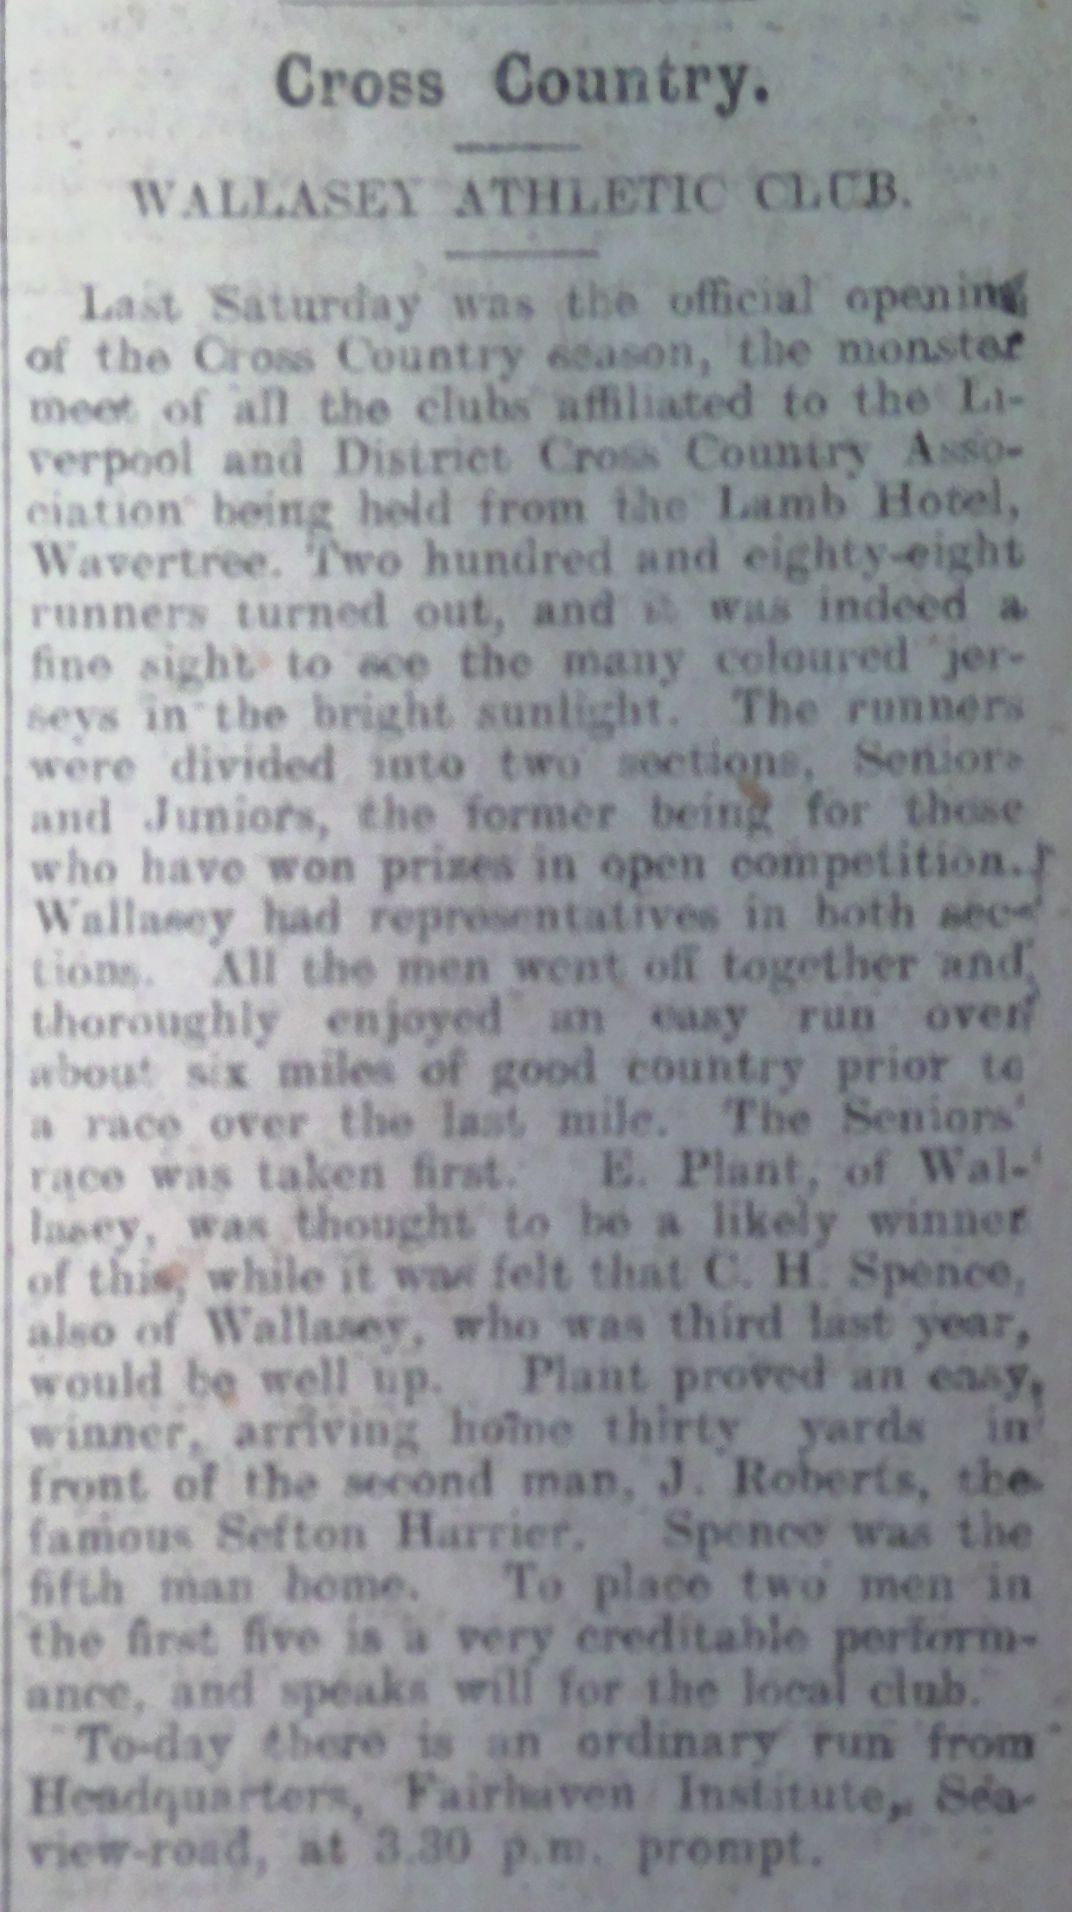 Cross Country.
WALLASEY ATHLETIC CLUB.
Last Saturday was the official opening
of the Cross Country season, the monster
meet of all the clubs affiliated to the Li-
verpool and District Cross Country Asso-
ciation being held from the Lamb Hotel,
Wavertree. Two hundred and eighty-eight
runners turned out, and it was indeed a
fine sight to see the many coloured jer-
seys in the bright sunlight. The runners
were divided into two sections, Seniors
and Juniors, the former being for those
who have won prizes in open competition.
Wallasey had representatives in both sec-
tions. All the men went off together and
thoroughly enjoyed an easy run over
about six miles of good country prior to
a race over the last mile. The Seniors'
race was taken first. E. Plant, of Wal-
lasey, was thought to be a likely winner
of this, while it was felt that C. H. Spence,
also of Wallasey, who was third last year,
would be well up. Plant proved an easy
winner, arriving home thirty yards in
front of the second man, J. Roberts, the
famous Sefton Harrier. Spence was the
fifth man home. To place two men in
the first five is a very creditable perform-
ance, and speaks will for the local club.
To-day there is an ordinary run from
Headquarters, Fairhaven Institute, Sea-
view-road, at 3.30 p.m. prompt.